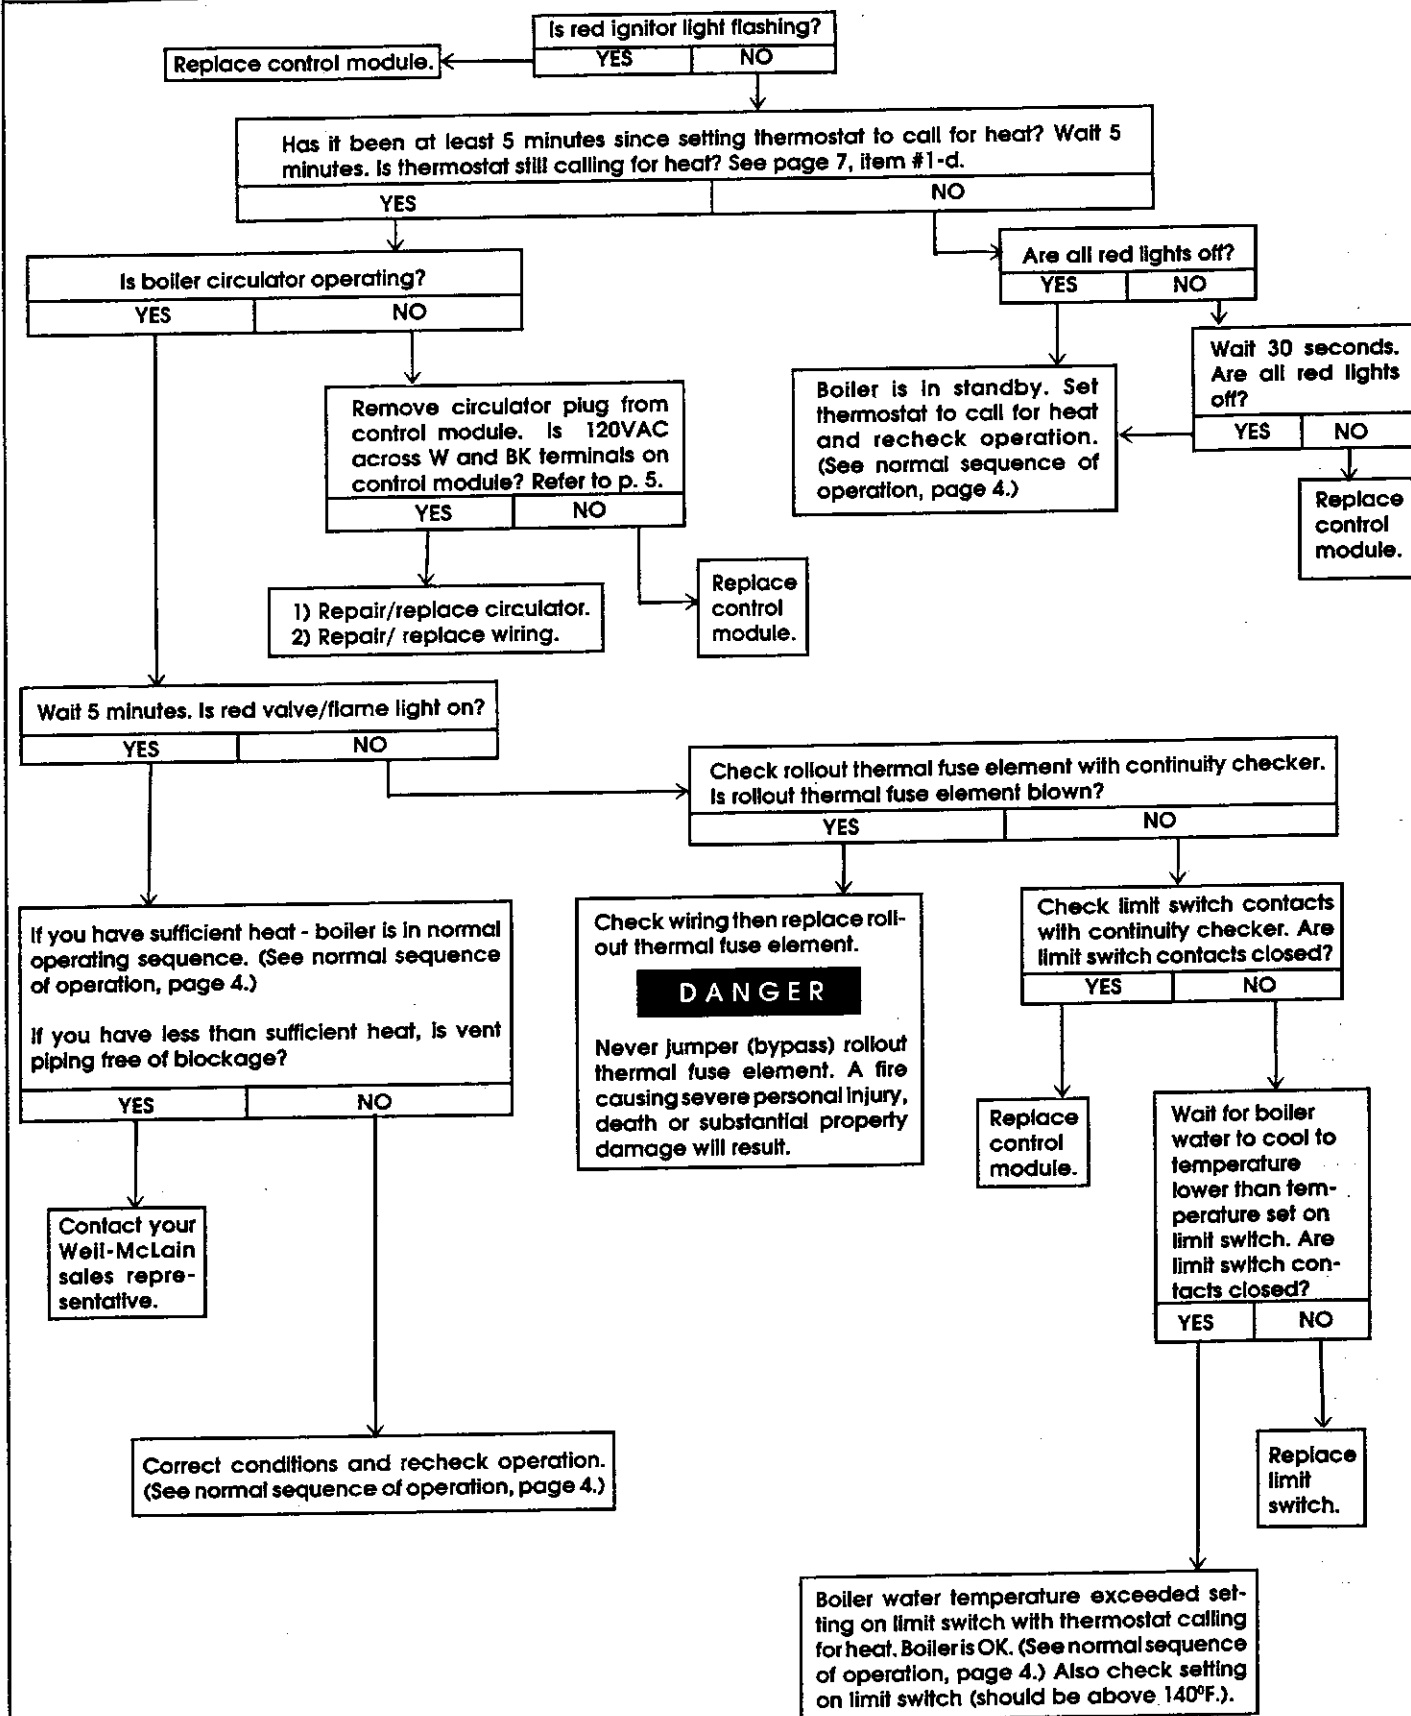 Is red ignitor light flashing?
YES NO
Replace control module.
Has it been at least 5 minutes since setting thermostat to call for heat? Wait 5
minutes. Is thermostat still calling for heat? See page 7, item #1-d.
YES NO
Is boiler circulator operating?
YES NO
Are all red lights off?
YES NO
Wait 30 seconds.
Are all red lights
off?
YES NO
Boiler is in standby. Set
thermostat to call for heat
and recheck operation.
(See normal sequence of
operation, page 4.)
Replace
control
module.
Remove circulator plug from
control module. Is 120VAC
across W and BK terminals on
control module? Refer to p. 5.
YES NO
1) Repair/replace circulator.
2) Repair/ replace wiring.
Replace
control
module.
Wait 5 minutes. Is red valve/flame light on?
YES NO
Check rollout thermal fuse element with continuity checker.
Is rollout thermal fuse element blown?
YES NO
If you have sufficient heat - boiler is in normal
operating sequence. (See normal sequence
of operation, page 4.)
If you have less than sufficient heat, is vent
piping free of blockage?
YES NO
Check wiring then replace roll-
out thermal fuse element.
DANGER
Never jumper (bypass) rollout
thermal fuse element. A fire
causing severe personal injury,
death or substantial property
damage will result.
Check limit switch contacts
with continuity checker. Are
limit switch contacts closed?
YES NO
Replace
control
module.
Wait for boiler
water to cool to
temperature
lower than tem-
perature set on
limit switch. Are
limit switch con-
tacts closed?
YES NO
Contact your
Weil-McLain
sales repre-
sentative.
Correct conditions and recheck operation.
(See normal sequence of operation, page 4.)
Replace
limit
switch.
Boiler water temperature exceeded set-
ting on limit switch with thermostat calling
for heat. Boiler is OK. (See normal sequence
of operation, page 4.) Also check setting
on limit switch (should be above 140°F.).